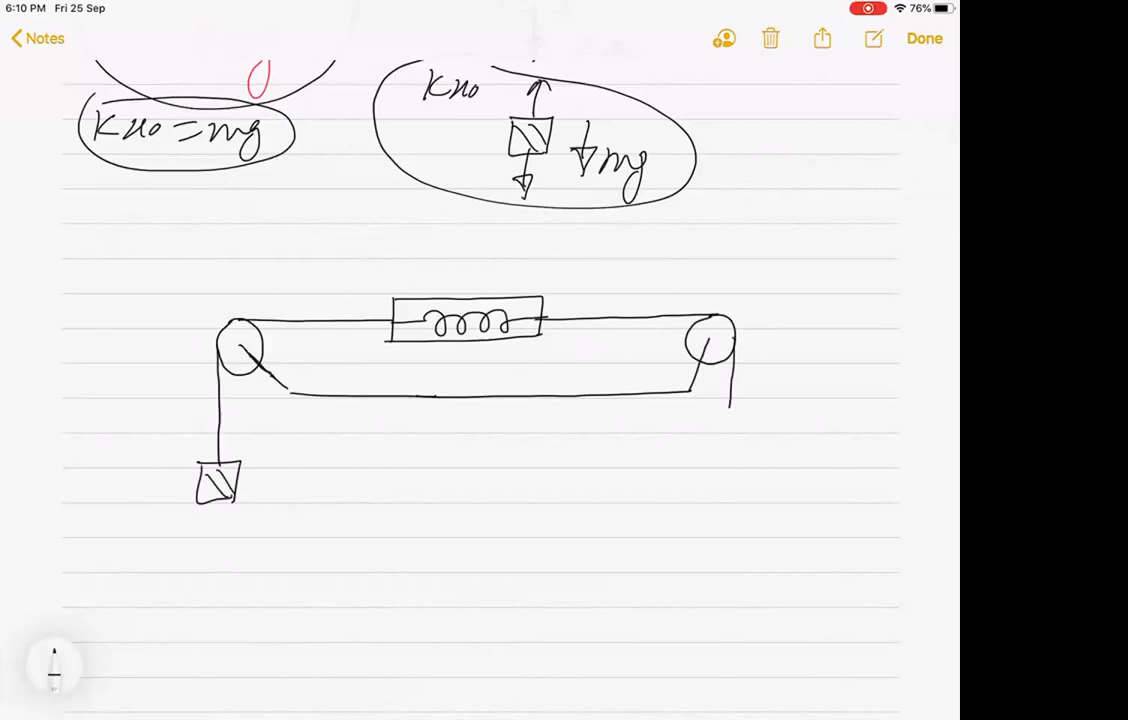 6:10 PM Fri 25 Sep
76%
Notes
Done
kx₀
kx₀ = mg
mg